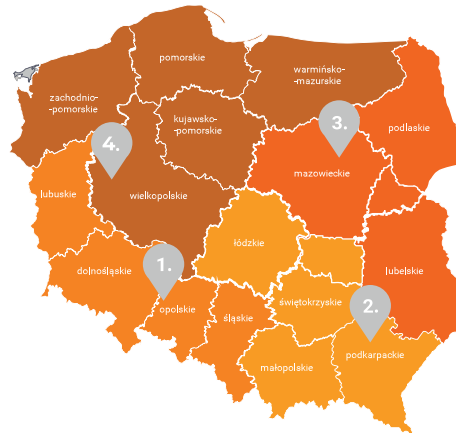 pomorskie
warmińsko-
-mazurskie
zachodnio-
-pomorskie
podlaskie
kujawsko-
-pomorskie
3.
4.
mazowieckie
lubuskie
wielkopolskie
łódzkie
1.
dolnośląskie
lubelskie
opolskie
śląskie
świętokrzyskie
2.
podkarpackie
małopolskie